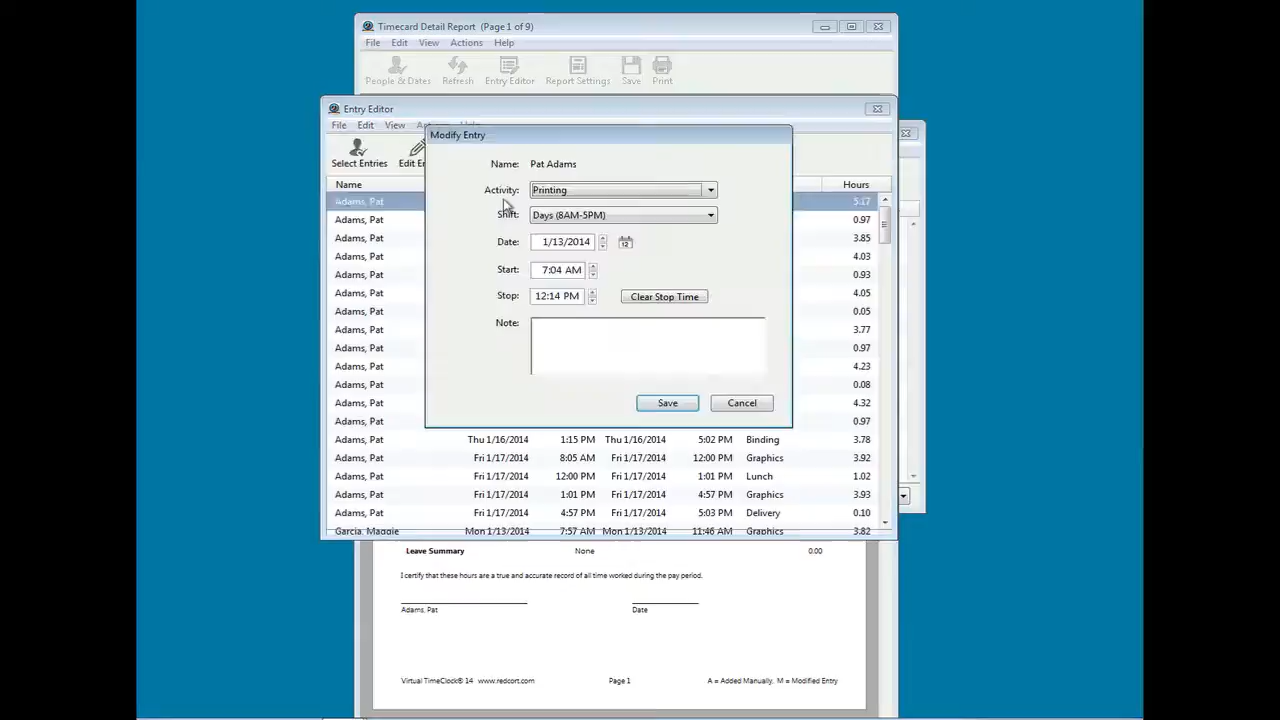 Timecard Detail Report (Page 1 of 9)
File Edit View Actions Help
People & Dates Refresh Entry Editor Report Settings Save Print
Entry Editor
File Edit View
Select Entries
Name Hours
Adams, Pat 5.17
Adams, Pat 0.97
Adams, Pat 3.85
Adams, Pat 4.03
Adams, Pat 0.93
Adams, Pat 4.05
Adams, Pat 0.05
Adams, Pat 3.77
Adams, Pat 0.97
Adams, Pat 4.23
Adams, Pat 0.08
Adams, Pat 4.32
Adams, Pat 0.97
Adams, Pat Thu 1/16/2014 1:15 PM Thu 1/16/2014 5:02 PM Binding 3.78
Adams, Pat Fri 1/17/2014 8:05 AM Fri 1/17/2014 12:00 PM Graphics 3.92
Adams, Pat Fri 1/17/2014 12:00 PM Fri 1/17/2014 1:01 PM Lunch 1.02
Adams, Pat Fri 1/17/2014 1:01 PM Fri 1/17/2014 4:57 PM Graphics 3.93
Adams, Pat Fri 1/17/2014 4:57 PM Fri 1/17/2014 5:03 PM Delivery 0.10
Garcia, Maggie Mon 1/13/2014 7:57 AM Mon 1/13/2014 11:46 AM Graphics 3.82
Modify Entry
Name: Pat Adams
Activity: Printing
Shift: Days (8AM-5PM)
Date: 1/13/2014 12
Start: 7:04 AM
Stop: 12:14 PM Clear Stop Time
Note:
Save Cancel
Leave Summary None 0.00
I certify that these hours are a true and accurate record of all time worked during the pay period.
Adams, Pat Date
Virtual TimeClock® 14 www.redcort.com Page 1 A = Added Manually. M = Modified Entry